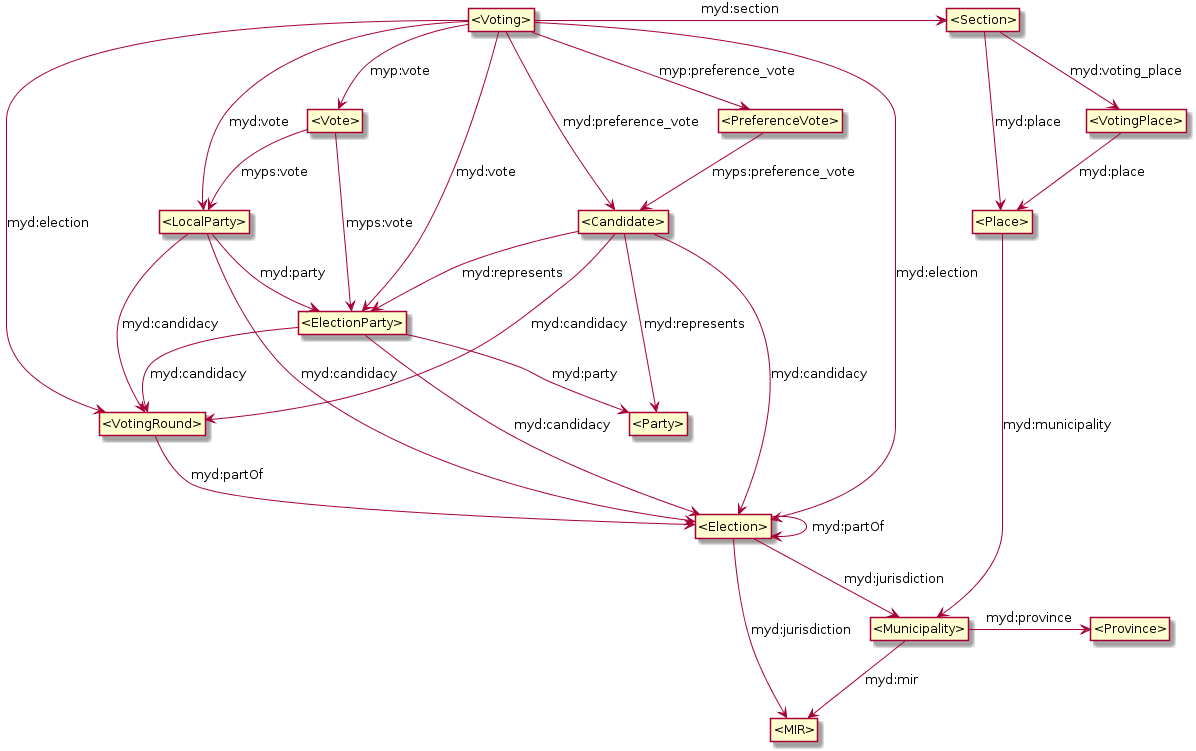 myd:section
<Voting>
<Section>
myp:vote
myp:preference_vote
myd:voting_place
myd:vote
<Vote>
myd:preference_vote
<PreferenceVote>
myd:place
<VotingPlace>
myps:vote
myd:vote
myps:preference_vote
myd:place
myd:election
<LocalParty>
myps:vote
<Candidate>
<Place>
myd:party
myd:represents
myd:election
myd:candidacy
<ElectionParty>
myd:candidacy
myd:represents
myd:candidacy
myd:candidacy
myd:party
myd:candidacy
<VotingRound>
myd:candidacy
<Party>
myd:municipality
myd:partOf
<Election>
myd:partOf
myd:jurisdiction
myd:jurisdiction
<Municipality>
myd:province
<Province>
myd:mir
<MIR>